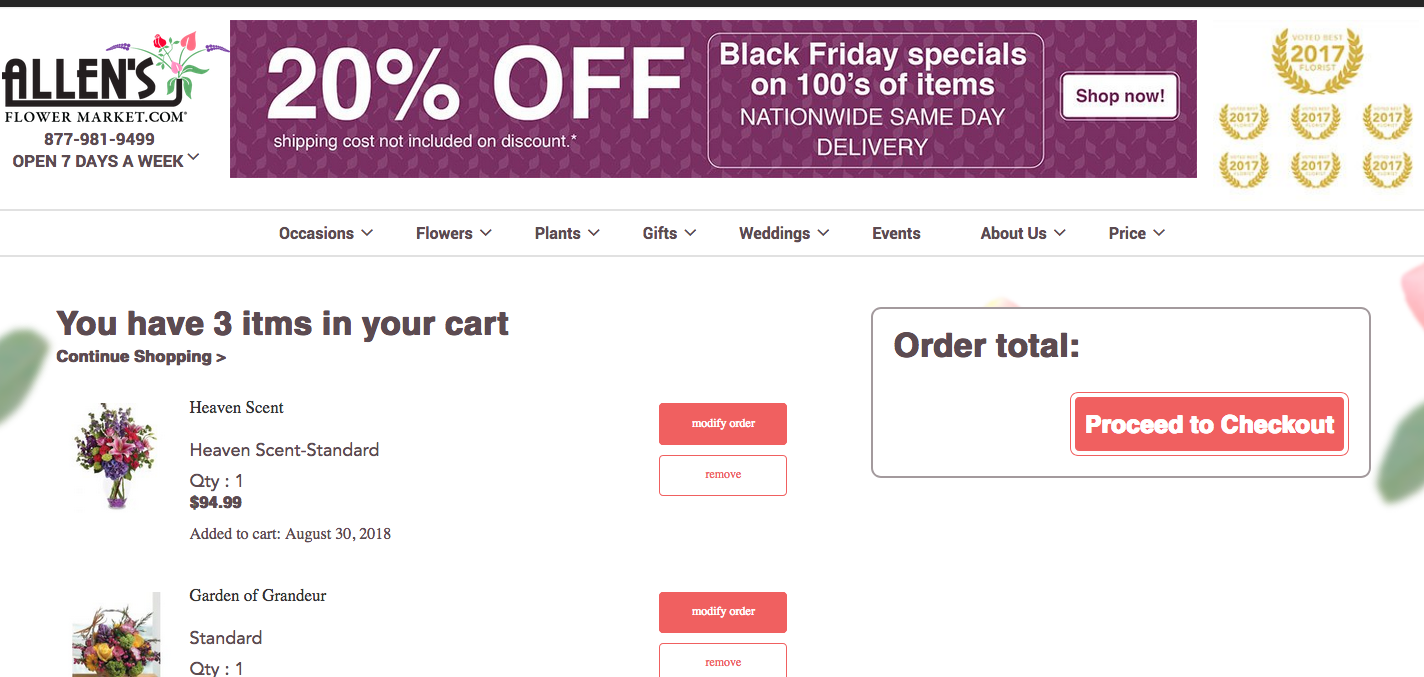 ALLEN'S
FLOWER MARKET.COM®
877-981-9499
OPEN 7 DAYS A WEEK
20% OFF
shipping cost not included on discount.*
Black Friday specials
on 100's of items
NATIONWIDE SAME DAY
DELIVERY
Shop now!
VOTED BEST
2017
FLORIST
2017
2017
2017
2017
2017
2017
Occasions
Flowers
Plants
Gifts
Weddings
Events
About Us
Price
You have 3 itms in your cart
Continue Shopping >
Heaven Scent
Heaven Scent-Standard
Qty : 1
$94.99
Added to cart: August 30, 2018
modify order
remove
Garden of Grandeur
Standard
Qty : 1
modify order
remove
Order total:
Proceed to Checkout